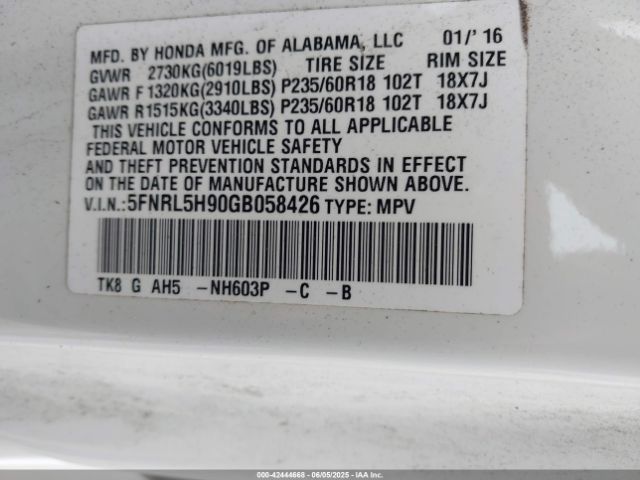 MFD. BY HONDA MFG. OF ALABAMA, LLC 01/' 16
GVWR 2730KG(6019LBS) TIRE SIZE RIM SIZE
GAWR F 1320KG(2910LBS) P235/60R18 102T 18X7J
GAWR R1515KG(3340LBS) P235/60R18 102T 18X7J
THIS VEHICLE CONFORMS TO ALL APPLICABLE
FEDERAL MOTOR VEHICLE SAFETY
AND THEFT PREVENTION STANDARDS IN EFFECT
ON THE DATE OF MANUFACTURE SHOWN ABOVE.
V.I.N.: 5FNRL5H90GB058426 TYPE: MPV
TK8 G AH5 -NH603P -C -B
000-42444668 - 06/05/2025 - IAA Inc.